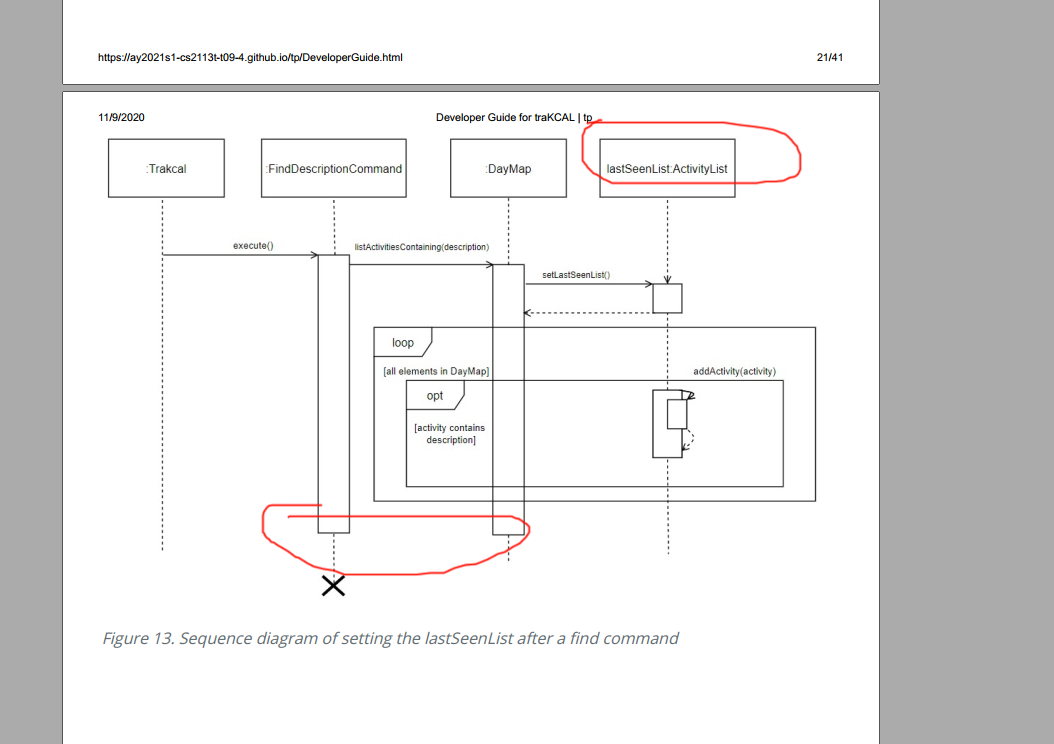 https://ay2021s1-cs2113t-t09-4.github.io/tp/DeveloperGuide.html 21/41
11/9/2020 Developer Guide for traKCAL | tp
:Trakcal :FindDescriptionCommand :DayMap lastSeenList:ActivityList
execute() listActivitiesContaining(description)
setLastSeenList()
loop
[all elements in DayMap] addActivity(activity)
opt
[activity contains
description]
Figure 13. Sequence diagram of setting the lastSeenList after a find command